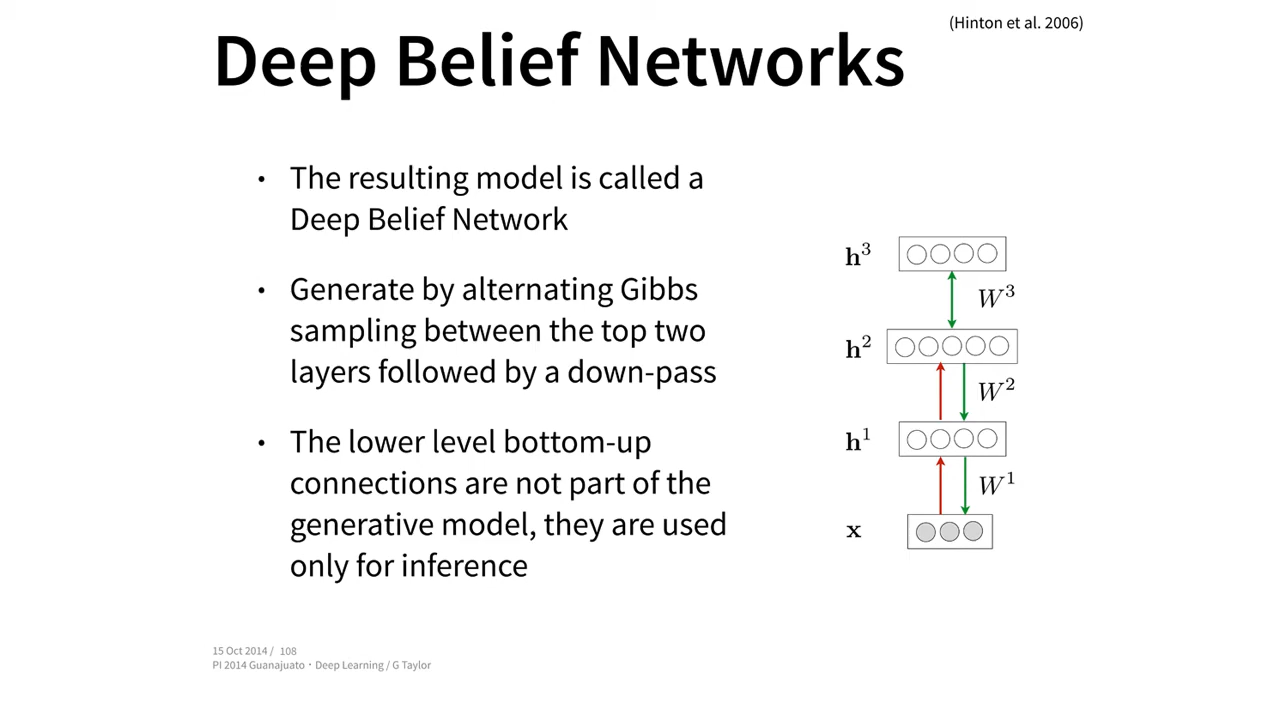 (Hinton et al. 2006)
Deep Belief Networks
• The resulting model is called a
Deep Belief Network
• Generate by alternating Gibbs
sampling between the top two
layers followed by a down-pass
• The lower level bottom-up
connections are not part of the
generative model, they are used
only for inference
h³
W³
h²
W²
h¹
W¹
x
15 Oct 2014 / 108
PI 2014 Guanajuato · Deep Learning / G Taylor